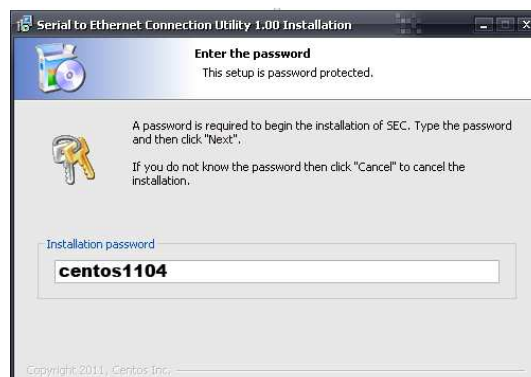 Serial to Ethernet Connection Utility 1.00 Installation
Enter the password
This setup is password protected.
A password is required to begin the installation of SEC. Type the password
and then click "Next".
If you do not know the password then click "Cancel" to cancel the
installation.
Installation password
centos1104
Copyright 2011, Centos Inc.